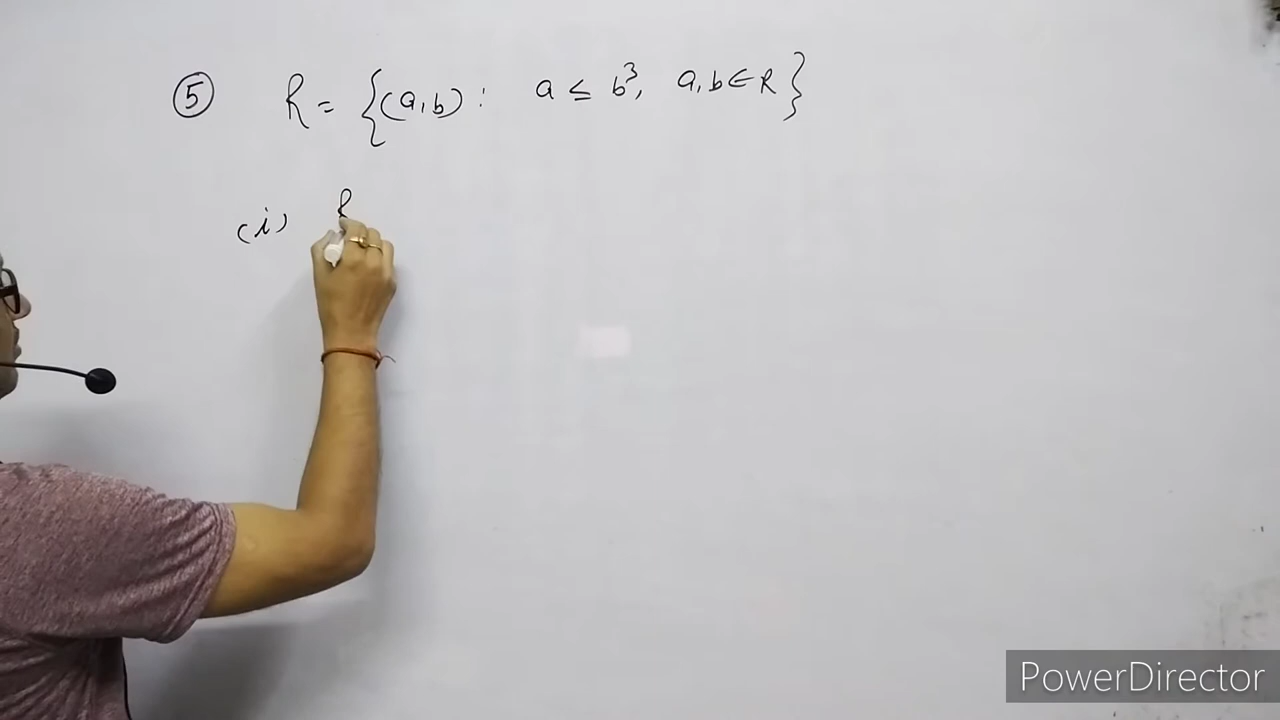 ⑤ R = {(a,b) : a ≤ b³, a,b ∈ R}
(i) R
PowerDirector